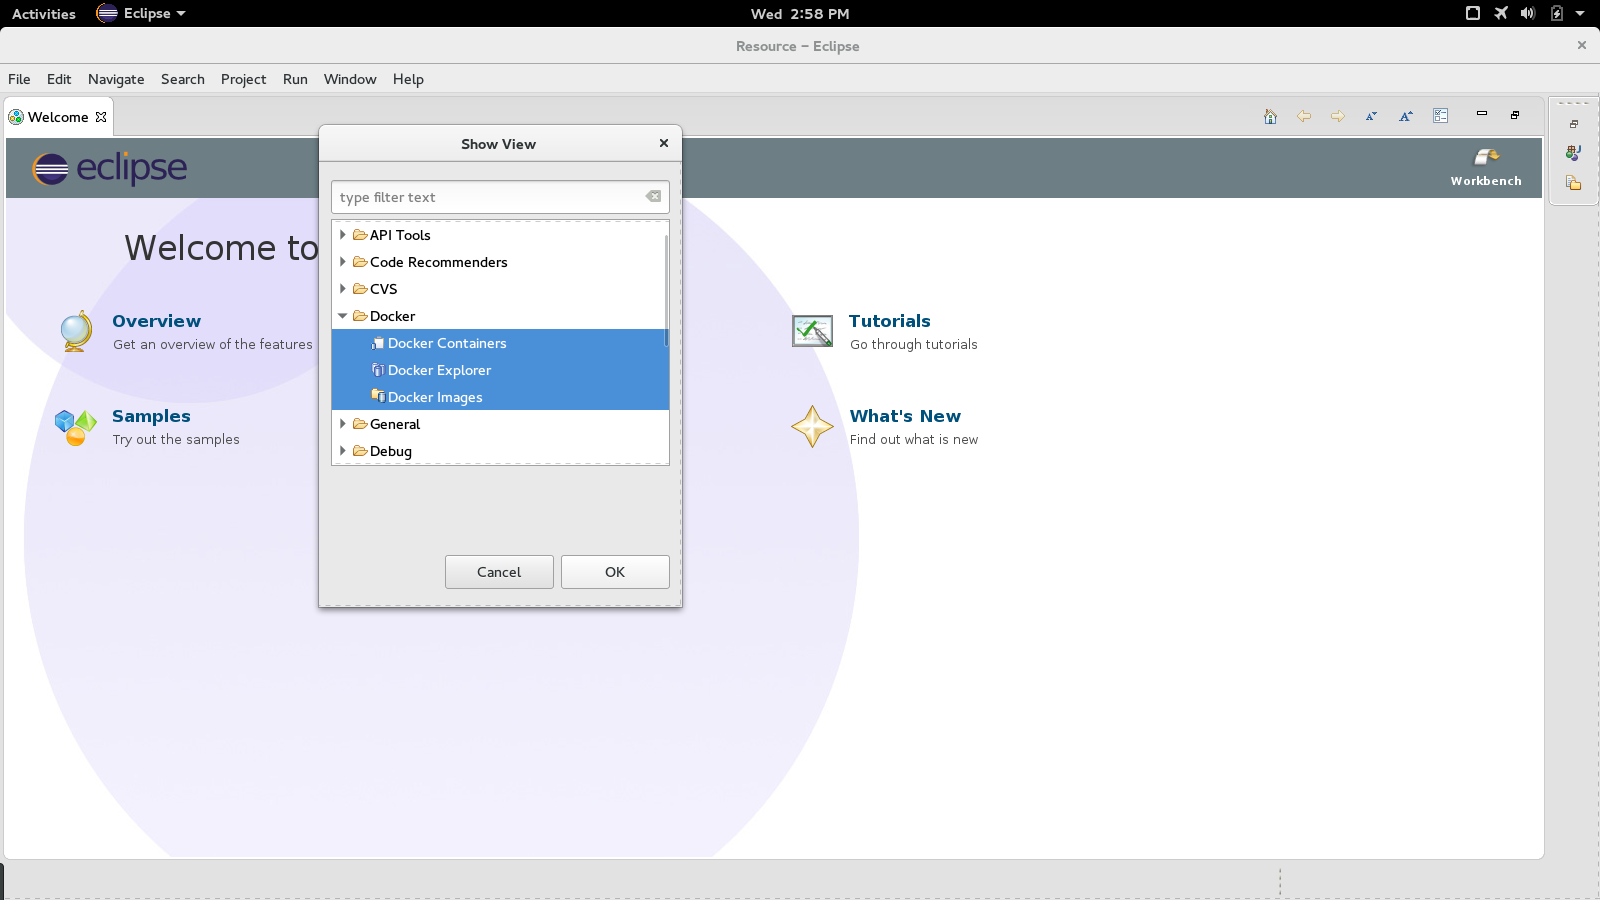 Activities Eclipse Wed 2:58 PM
Resource – Eclipse
File Edit Navigate Search Project Run Window Help
Welcome
eclipse
Workbench
Welcome to
Overview
Get an overview of the features
Samples
Try out the samples
Tutorials
Go through tutorials
What's New
Find out what is new
Show View
type filter text
API Tools
Code Recommenders
CVS
Docker
Docker Containers
Docker Explorer
Docker Images
General
Debug
Cancel OK